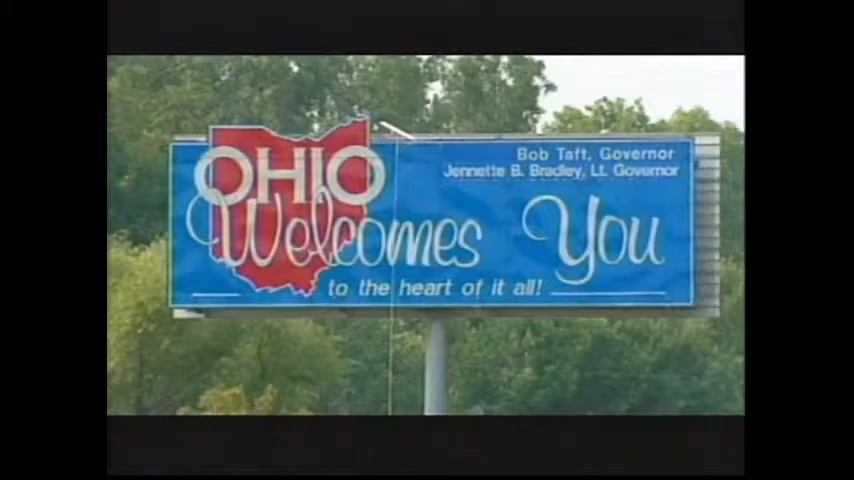 Bob Taft, Governor
Jennette B. Bradley, Lt. Governor
OHIO
Welcomes You
to the heart of it all!